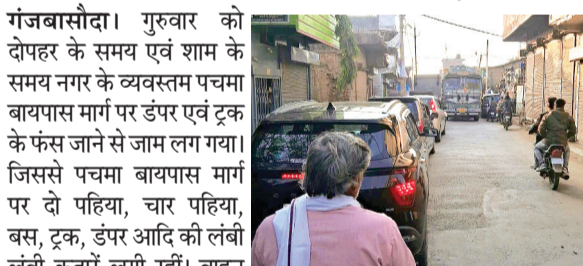 गंजबासौदा। गुरुवार को
दोपहर के समय एवं शाम के
समय नगर के व्यवस्तम पचमा
बायपास मार्ग पर डंपर एवं ट्रक
के फंस जाने से जाम लग गया।
जिससे पचमा बायपास मार्ग
पर दो पहिया, चार पहिया,
बस, ट्रक, डंपर आदि की लंबी